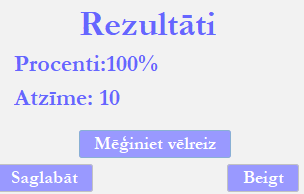 Rezultāti
Procenti:100%
Atzīme: 10
Mēģiniet vēlreiz
Saglabāt
Beigt